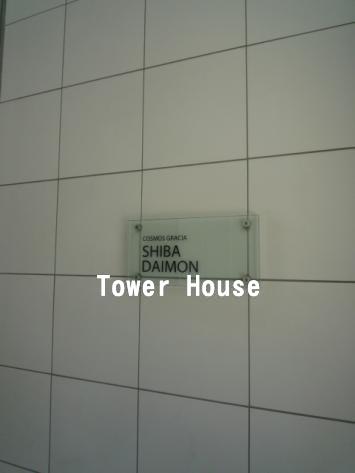 COSMOS GRACIA
SHIBA
DAIMON
Tower House